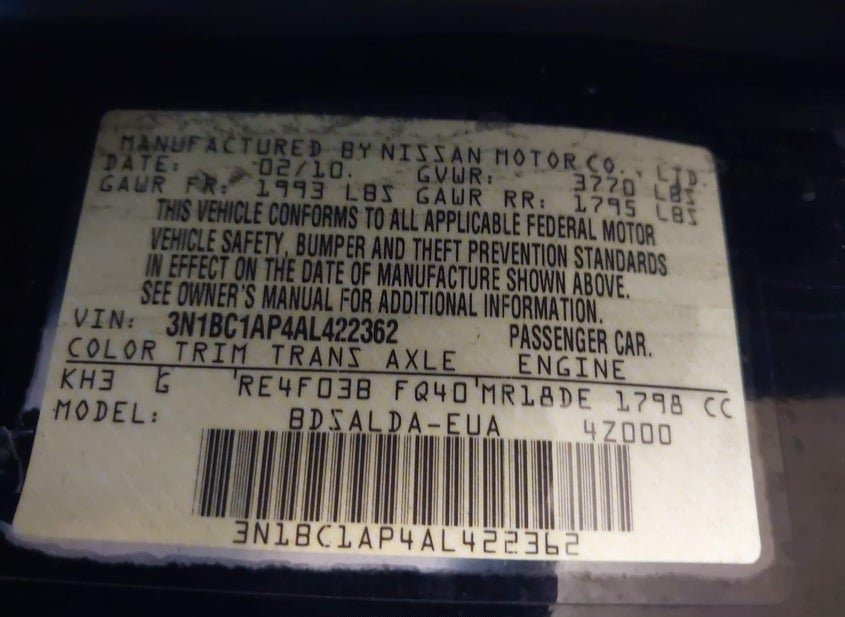 MANUFACTURED BY NISSAN MOTOR CO., LTD.
DATE: 02/10. GVWR: 3770 LBS
GAWR FR: 1993 LBS GAWR RR: 1795 LBS
THIS VEHICLE CONFORMS TO ALL APPLICABLE FEDERAL MOTOR
VEHICLE SAFETY, BUMPER AND THEFT PREVENTION STANDARDS
IN EFFECT ON THE DATE OF MANUFACTURE SHOWN ABOVE.
SEE OWNER'S MANUAL FOR ADDITIONAL INFORMATION.
VIN: 3N1BC1AP4AL422362 PASSENGER CAR.
COLOR TRIM TRANS AXLE ENGINE
KH3 G RE4F03B FQ40 MR18DE 1798 CC
MODEL: BDSALDA-EUA 4Z000
3N1BC1AP4AL422362